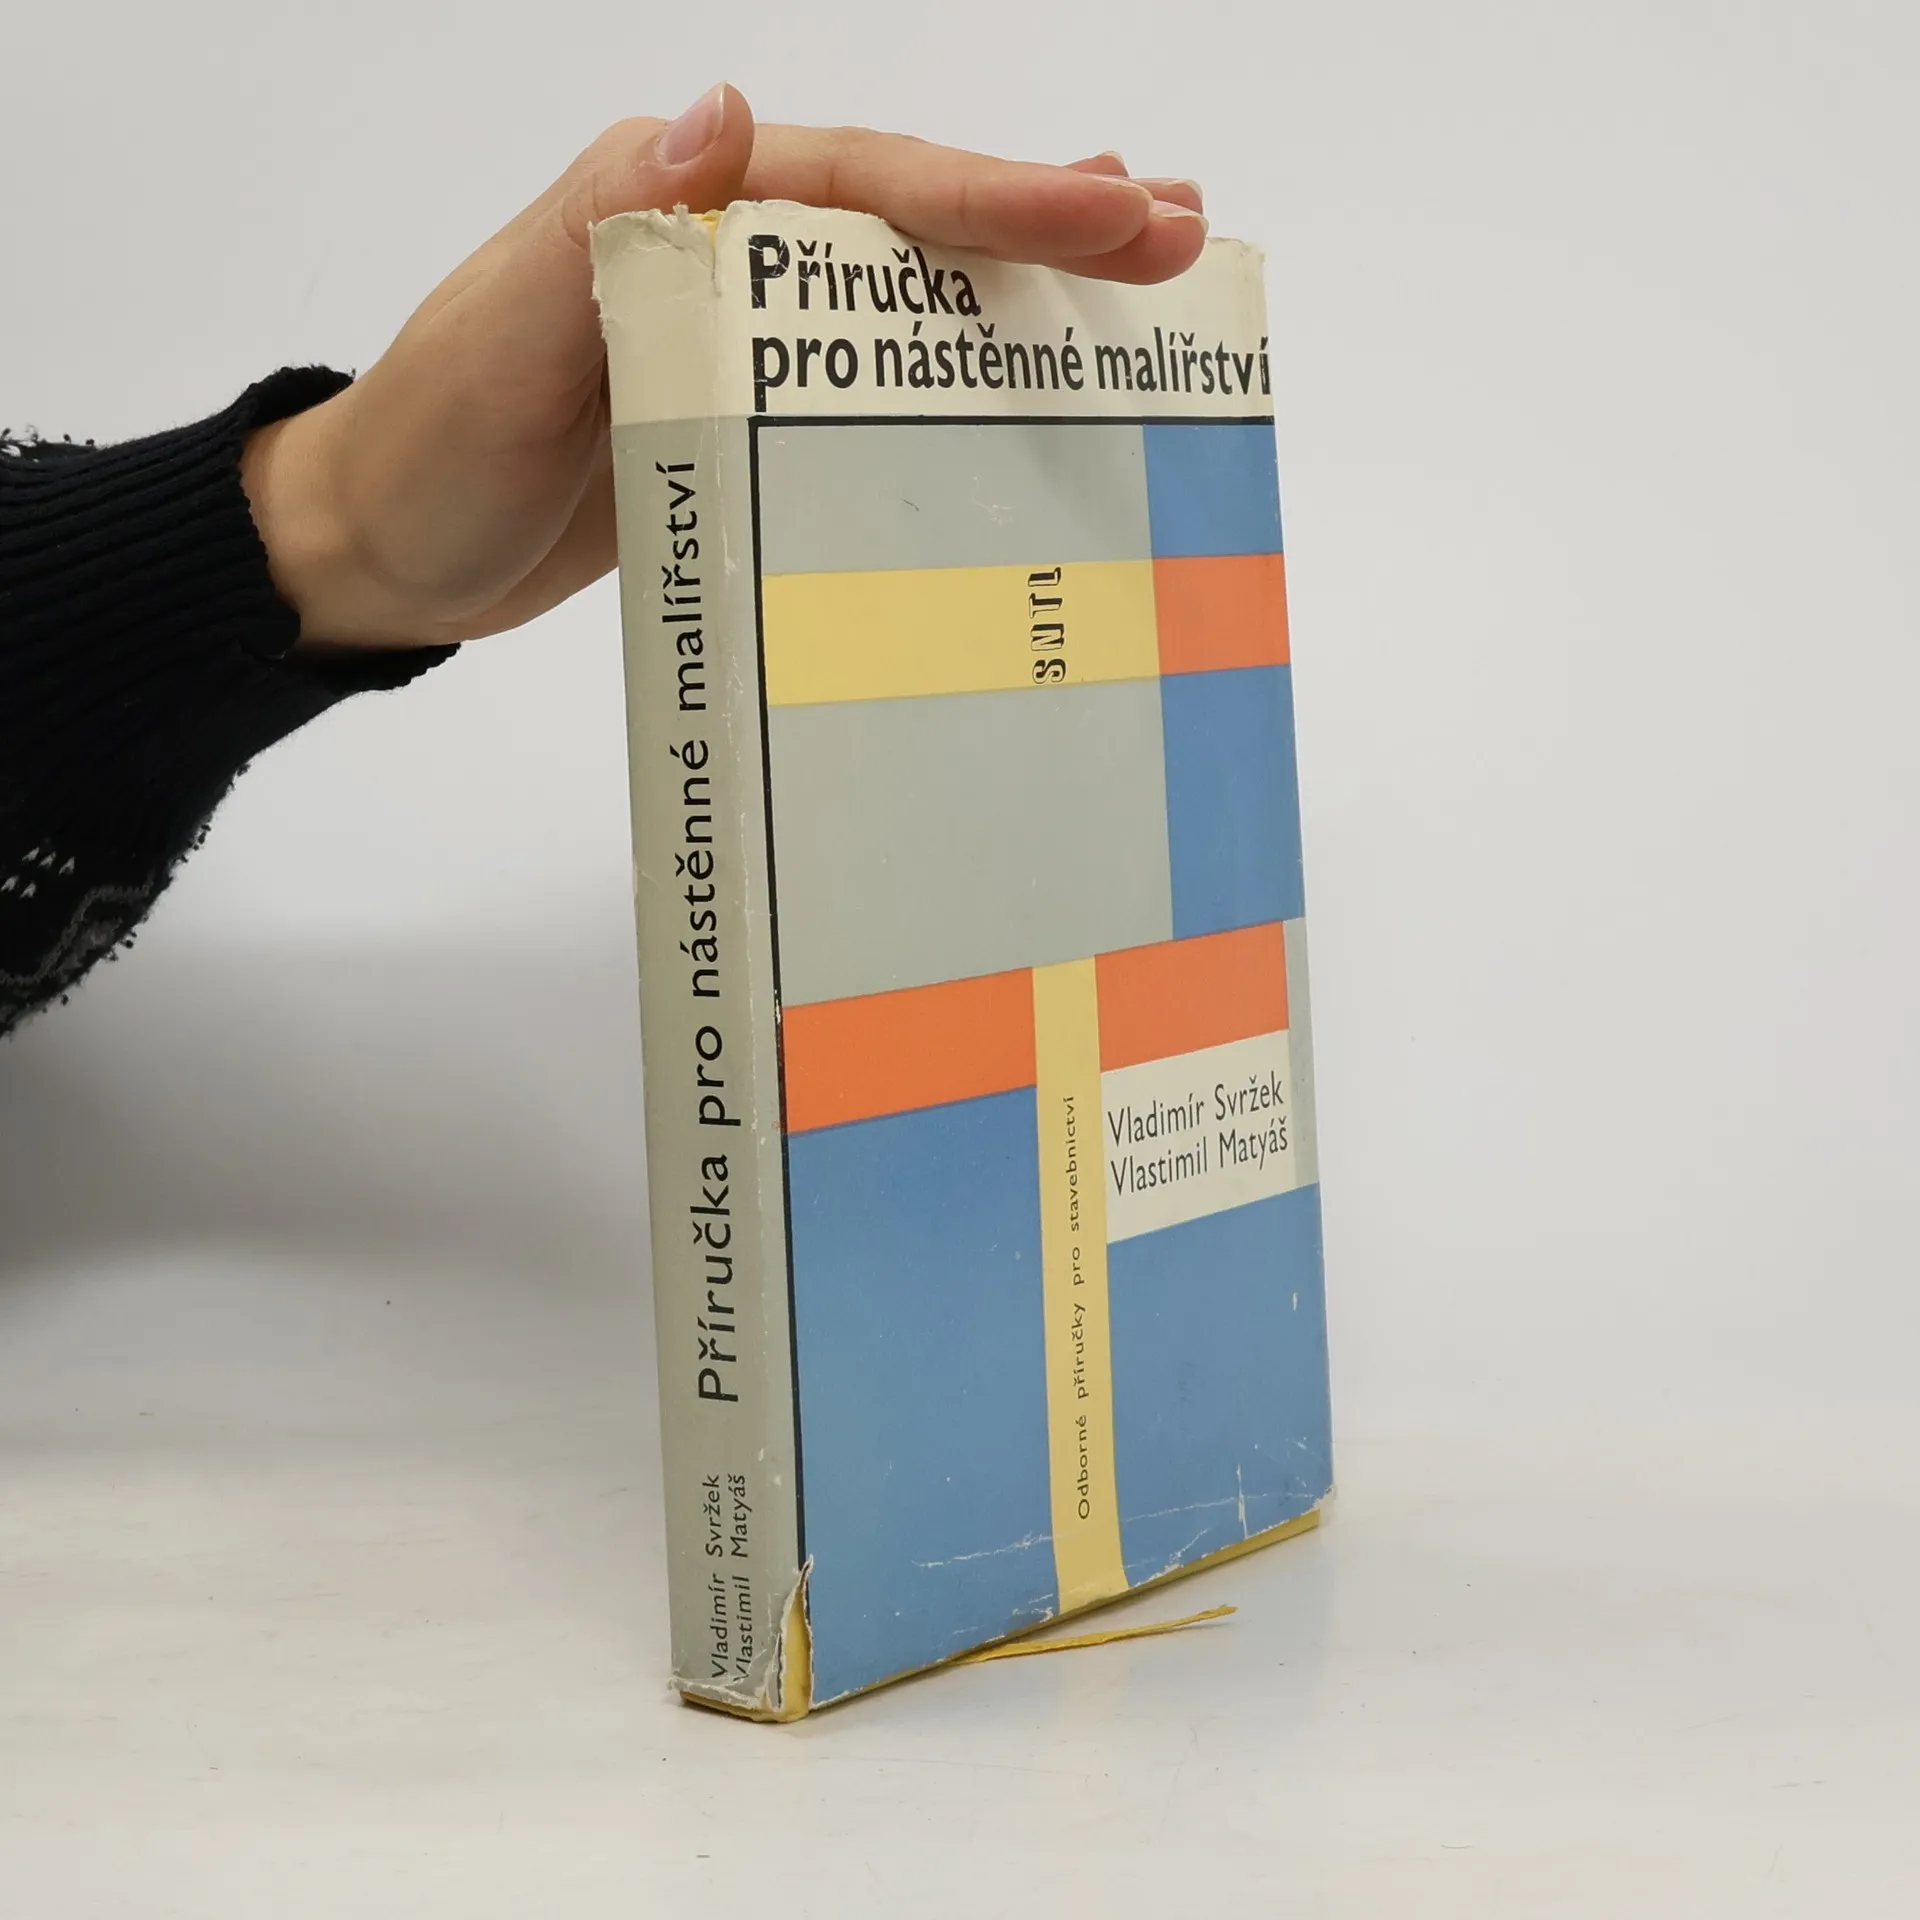 Příručka
pro nástěnné malířství
SNTL
Vladimír Svržek
Vlastimil Matyáš
Odborné příručky pro stavebnictví
Příručka pro nástěnné malířství
Vladimír Svržek
Vlastimil Matyáš